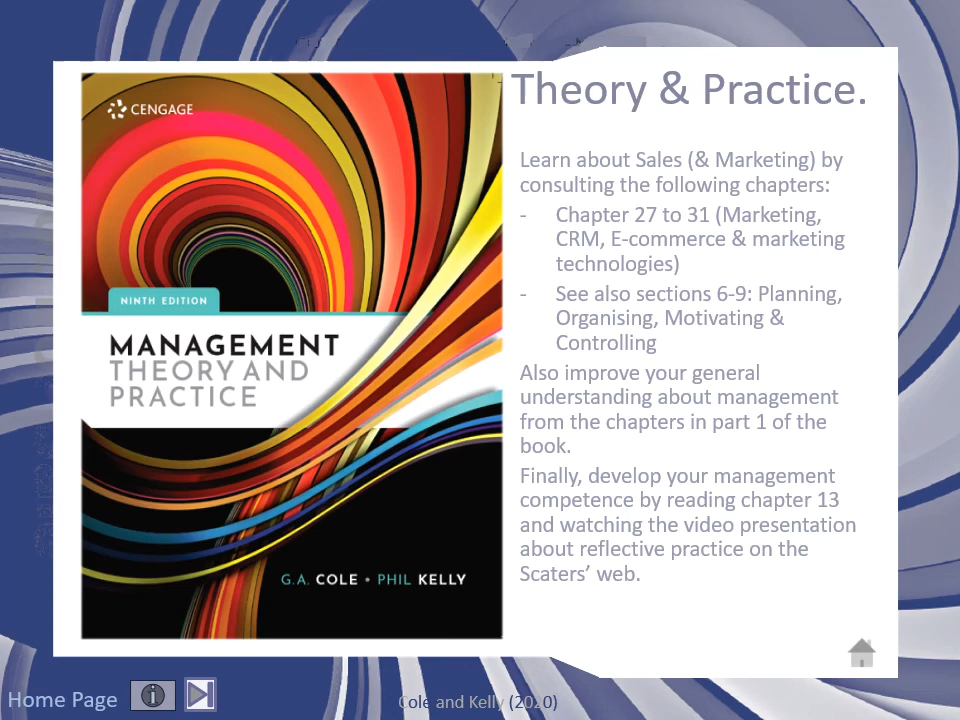 Theory & Practice.
CENGAGE
NINTH EDITION
MANAGEMENT
THEORY AND
PRACTICE
G.A. COLE • PHIL KELLY
Learn about Sales (& Marketing) by
consulting the following chapters:
- Chapter 27 to 31 (Marketing,
CRM, E-commerce & marketing
technologies)
- See also sections 6-9: Planning,
Organising, Motivating &
Controlling
Also improve your general
understanding about management
from the chapters in part 1 of the
book.
Finally, develop your management
competence by reading chapter 13
and watching the video presentation
about reflective practice on the
Scaters’ web.
Home Page
Cole and Kelly (2020)